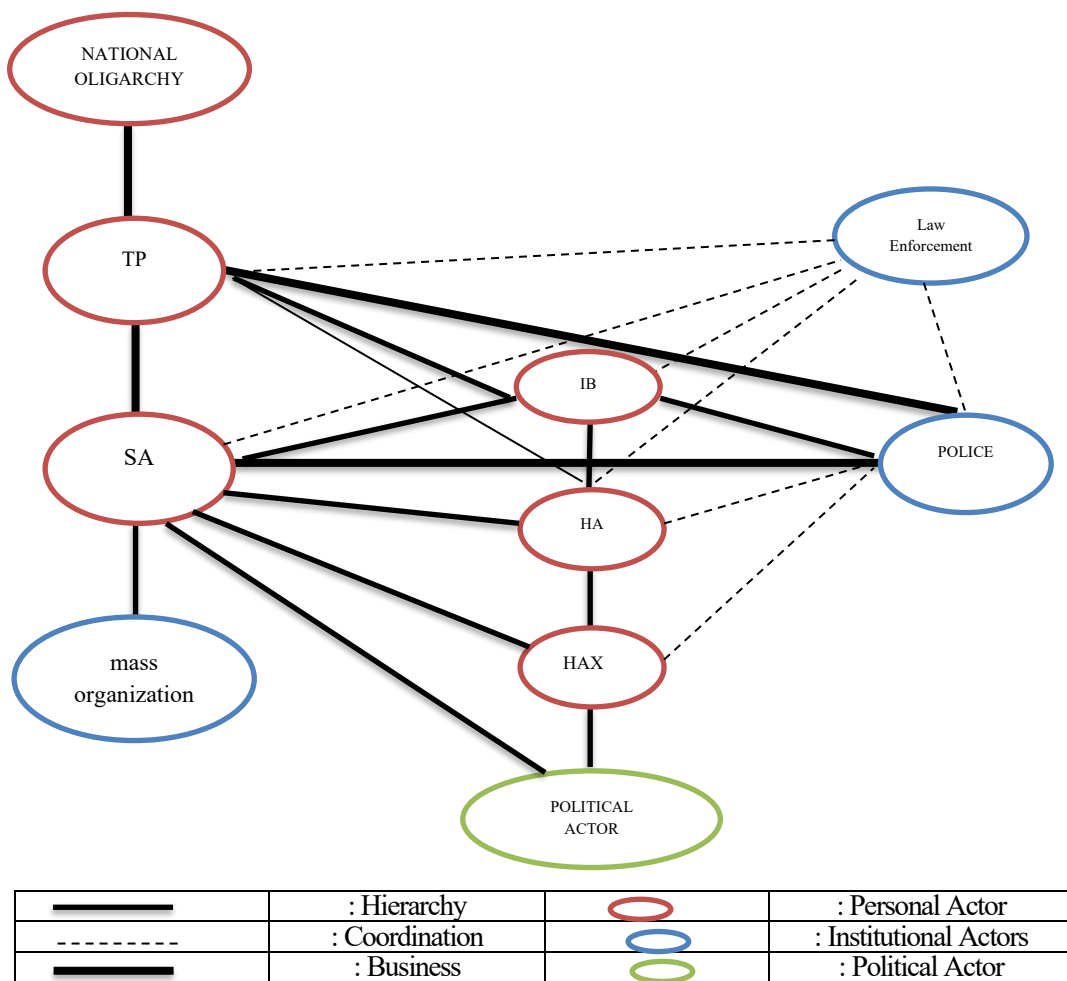 NATIONAL
OLIGARCHY
Law
Enforcement
TP
IB
POLICE
SA
HA
HAX
mass
organization
POLITICAL
ACTOR
: Hierarchy : Personal Actor
: Coordination : Institutional Actors
: Business : Political Actor